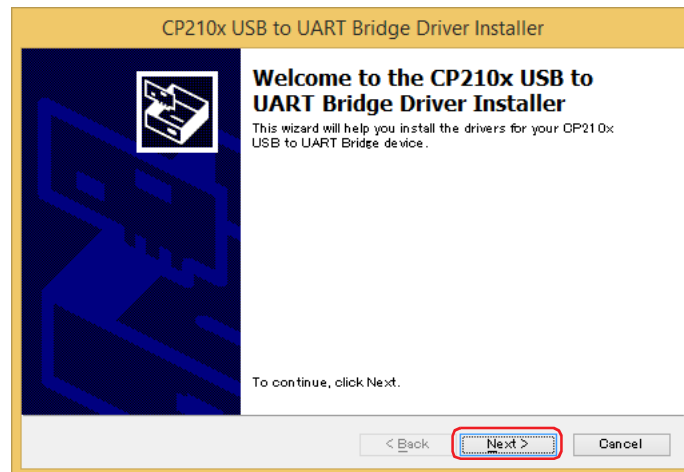 CP210x USB to UART Bridge Driver Installer
Welcome to the CP210x USB to
UART Bridge Driver Installer
This wizard will help you install the drivers for your CP210x
USB to UART Bridge device.
To continue, click Next.
< Back Next > Cancel